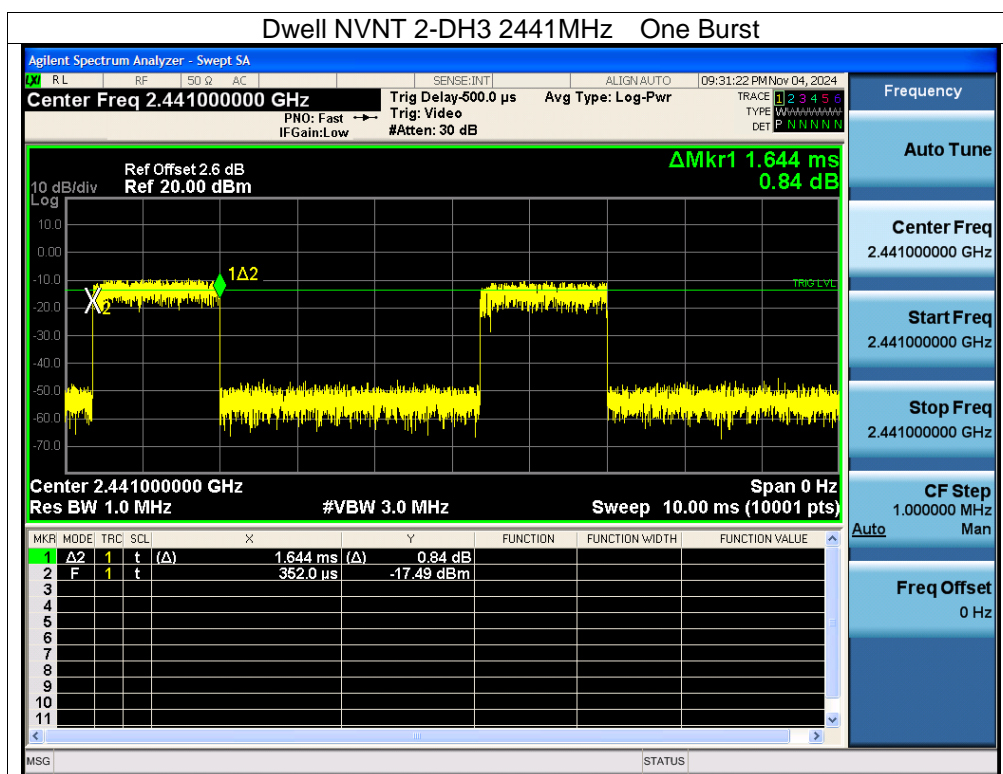 Dwell NVNT 2-DH3 2441MHz    One Burst
Agilent Spectrum Analyzer - Swept SA
LXI RL RF 50 Ω AC SENSE:INT ALIGN AUTO 09:31:22 PM Nov 04, 2024
Center Freq 2.441000000 GHz Trig Delay-500.0 µs Avg Type: Log-Pwr TRACE 1 2 3 4 5 6
PNO: Fast Trig: Video TYPE WWWWWW
IFGain:Low #Atten: 30 dB DET P N N N N N
Frequency
Auto Tune
Center Freq
2.441000000 GHz
Start Freq
2.441000000 GHz
Stop Freq
2.441000000 GHz
CF Step
1.000000 MHz
Auto Man
Freq Offset
0 Hz
ΔMkr1 1.644 ms
0.84 dB
Ref Offset 2.6 dB
10 dB/div Ref 20.00 dBm
Log
10.0
0.00
-10.0
-20.0
-30.0
-40.0
-50.0
-60.0
-70.0
1Δ2
2
TRIG LVL
Center 2.441000000 GHz Span 0 Hz
Res BW 1.0 MHz #VBW 3.0 MHz Sweep 10.00 ms (10001 pts)
MKR MODE TRC SCL X Y FUNCTION FUNCTION WIDTH FUNCTION VALUE
1 Δ2 1 t (Δ) 1.644 ms (Δ) 0.84 dB
2 F 1 t 352.0 µs -17.49 dBm
3
4
5
6
7
8
9
10
11
MSG STATUS